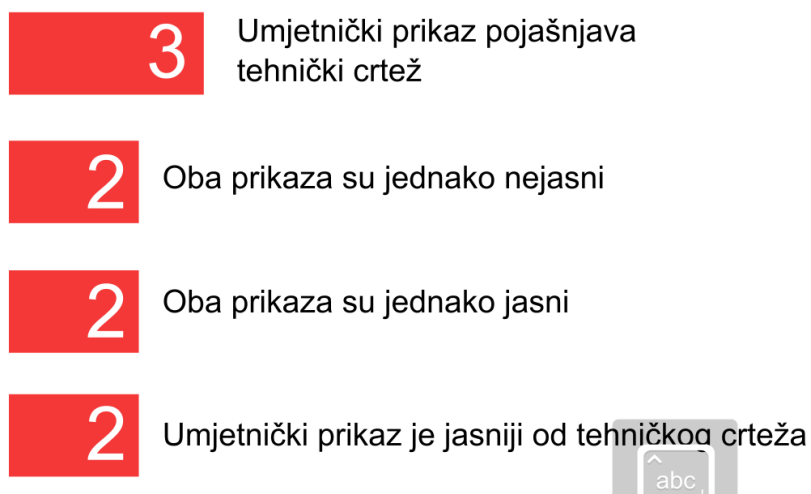 3
Umjetnički prikaz pojašnjava
tehnički crtež
2
Oba prikaza su jednako nejasni
2
Oba prikaza su jednako jasni
2
Umjetnički prikaz je jasniji od tehničkog crteža
abc